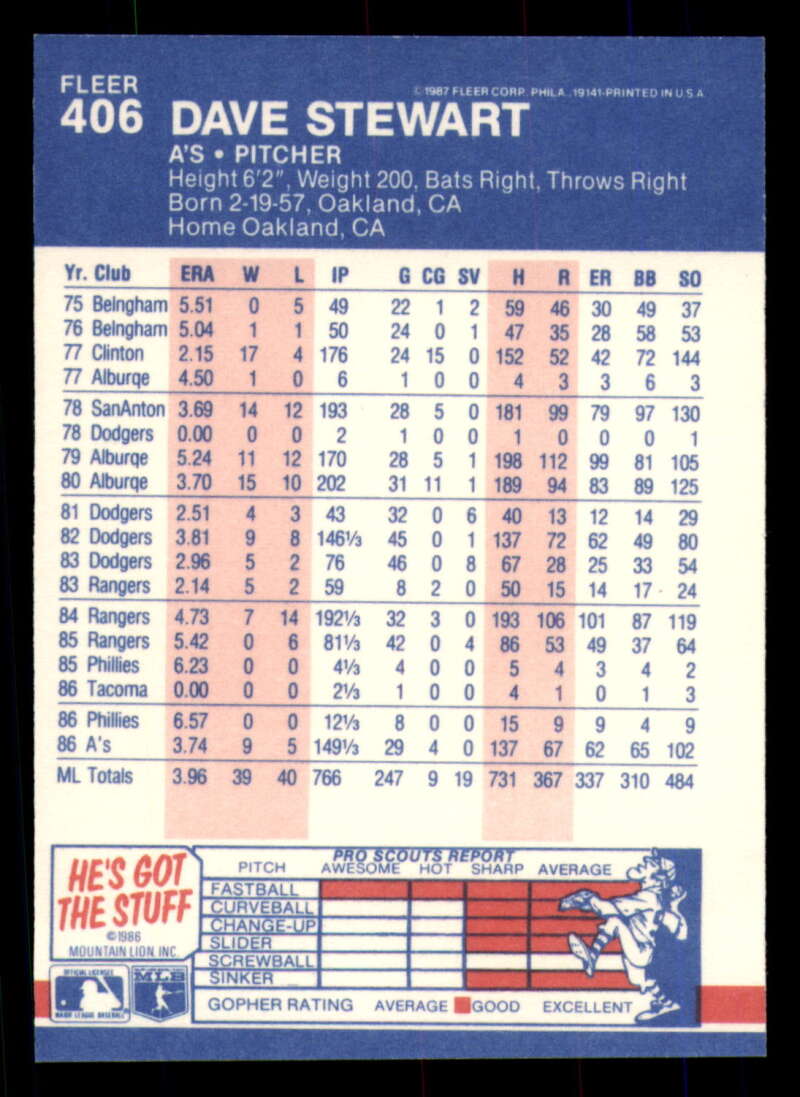 FLEER
©1987 FLEER CORP. PHILA., 19141-PRINTED IN U.S.A.
406 DAVE STEWART
A'S • PITCHER
Height 6'2", Weight 200, Bats Right, Throws Right
Born 2-19-57, Oakland, CA
Home Oakland, CA
Yr. Club ERA W L IP G CG SV H R ER BB SO
75 Belngham 5.51 0 5 49 22 1 2 59 46 30 49 37
76 Belngham 5.04 1 1 50 24 0 1 47 35 28 58 53
77 Clinton 2.15 17 4 176 24 15 0 152 52 42 72 144
77 Alburqe 4.50 1 0 6 1 0 0 4 3 3 6 3
78 SanAnton 3.69 14 12 193 28 5 0 181 99 79 97 130
78 Dodgers 0.00 0 0 2 1 0 0 1 0 0 0 1
79 Alburqe 5.24 11 12 170 28 5 1 198 112 99 81 105
80 Alburqe 3.70 15 10 202 31 11 1 189 94 83 89 125
81 Dodgers 2.51 4 3 43 32 0 6 40 13 12 14 29
82 Dodgers 3.81 9 8 146⅓ 45 0 1 137 72 62 49 80
83 Dodgers 2.96 5 2 76 46 0 8 67 28 25 33 54
83 Rangers 2.14 5 2 59 8 2 0 50 15 14 17 24
84 Rangers 4.73 7 14 192⅓ 32 3 0 193 106 101 87 119
85 Rangers 5.42 0 6 81⅓ 42 0 4 86 53 49 37 64
85 Phillies 6.23 0 0 4⅓ 4 0 0 5 4 3 4 2
86 Tacoma 0.00 0 0 2⅓ 1 0 0 4 1 0 1 3
86 Phillies 6.57 0 0 12⅓ 8 0 0 15 9 9 4 9
86 A's 3.74 9 5 149⅓ 29 4 0 137 67 62 65 102
ML Totals 3.96 39 40 766 247 9 19 731 367 337 310 484
HE'S GOT
THE STUFF
©1986
MOUNTAIN LION, INC.
OFFICIAL LICENSEE
MAJOR LEAGUE BASEBALL
MLB
PRO SCOUTS REPORT
PITCH AWESOME HOT SHARP AVERAGE
FASTBALL
CURVEBALL
CHANGE-UP
SLIDER
SCREWBALL
SINKER
GOPHER RATING AVERAGE GOOD EXCELLENT